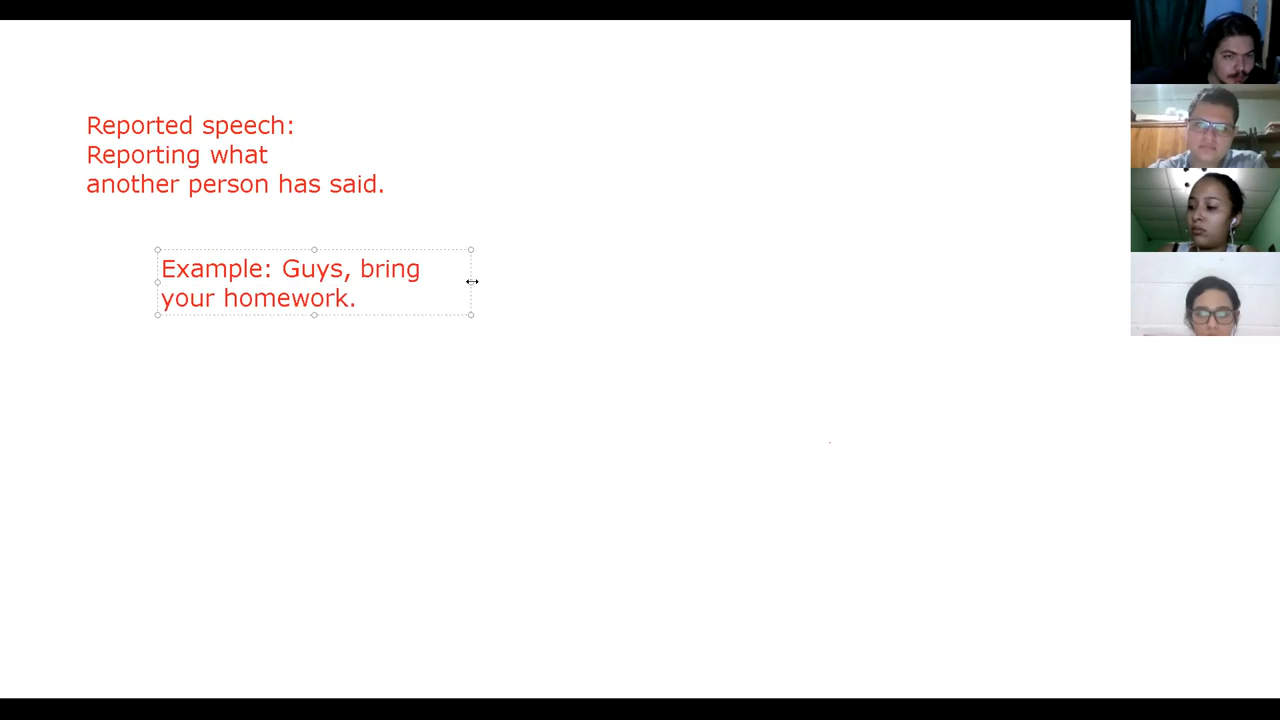 Reported speech:
Reporting what
another person has said.
Example: Guys, bring
your homework.